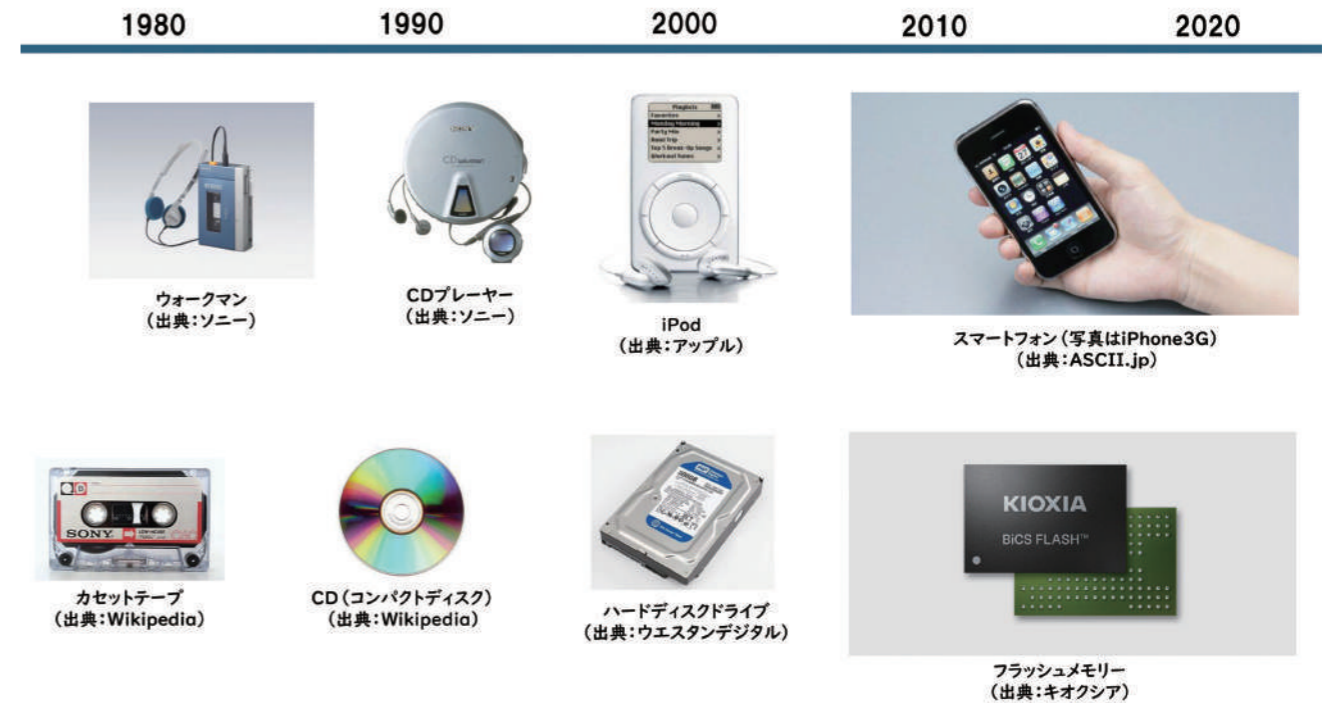 1980
1990
2000
2010
2020
Playlists
ウォークマン
(出典:ソニー)
CDプレーヤー
(出典:ソニー)
iPod
(出典:アップル)
スマートフォン(写真はiPhone3G)
(出典:ASCII.jp)
SONY
カセットテープ
(出典:Wikipedia)
CD(コンパクトディスク)
(出典:Wikipedia)
ハードディスクドライブ
(出典:ウエスタンデジタル)
KIOXIA
BiCS FLASH™
フラッシュメモリー
(出典:キオクシア)